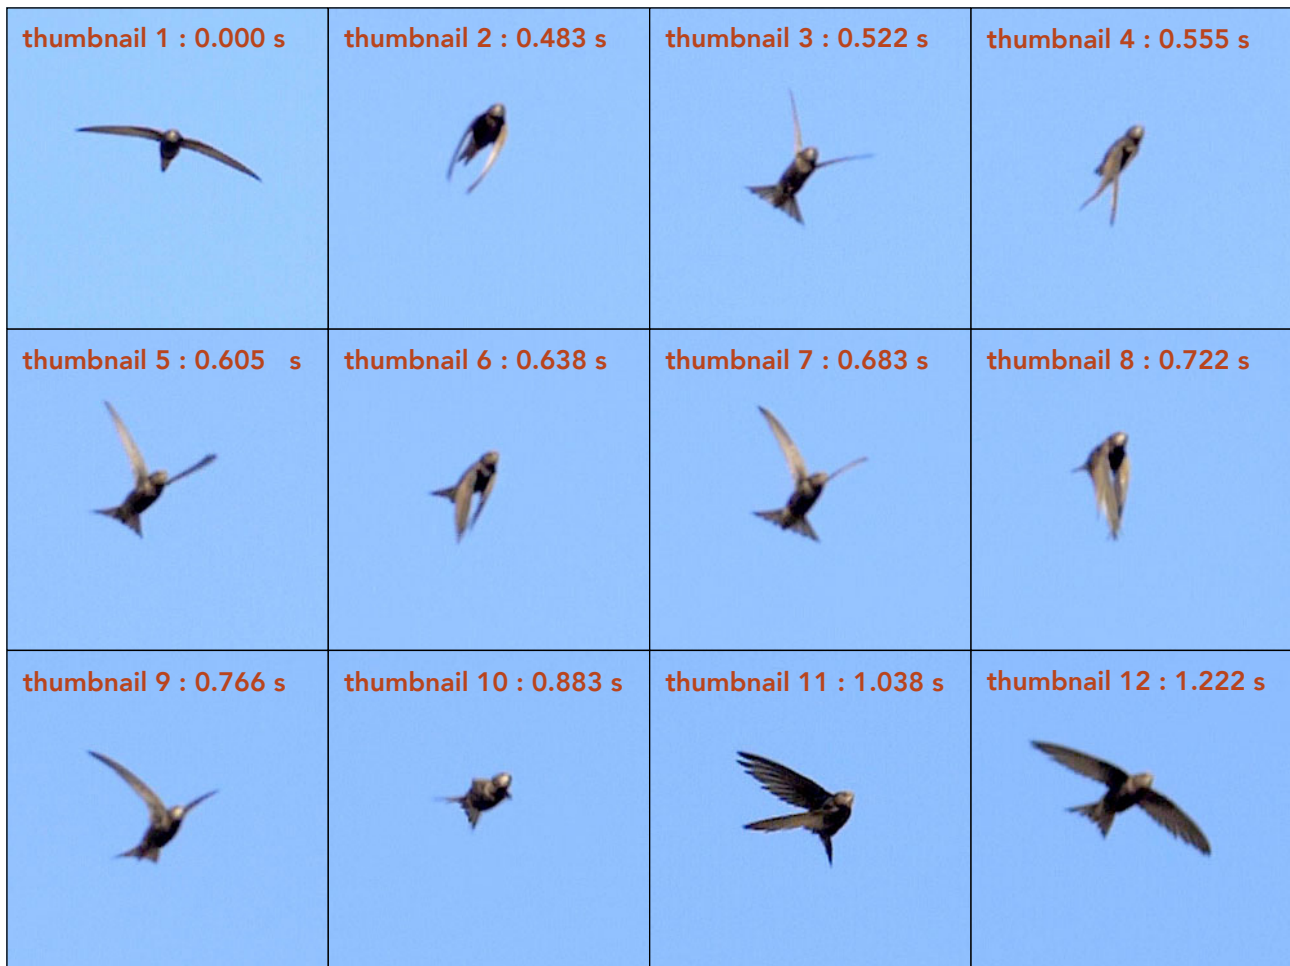 thumbnail 1 : 0.000 s
thumbnail 2 : 0.483 s
thumbnail 3 : 0.522 s
thumbnail 4 : 0.555 s
thumbnail 5 : 0.605 s
thumbnail 6 : 0.638 s
thumbnail 7 : 0.683 s
thumbnail 8 : 0.722 s
thumbnail 9 : 0.766 s
thumbnail 10 : 0.883 s
thumbnail 11 : 1.038 s
thumbnail 12 : 1.222 s